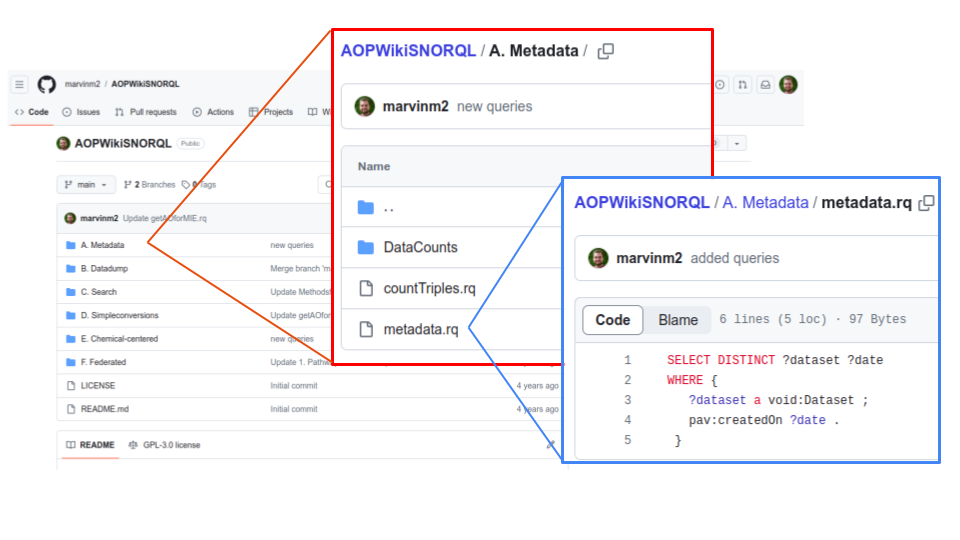 marvinm2 / AOPWikiSNORQL
Code Issues Pull requests Actions Projects
AOPWikiSNORQL Public
main 2 Branches 0 Tags
marvinm2 Update getAOforMIE.rq
A. Metadata new queries
B. Datadump Merge branch 'm
C. Search Update Methods
D. Simpleconversions Update getAOfor
E. Chemical-centered new queries
F. Federated Update 1. Pathw
LICENSE Initial commit 4 years ago
README.md Initial commit 4 years ago
README GPL-3.0 license
AOPWikiSNORQL / A. Metadata /
marvinm2 new queries
Name
..
DataCounts
countTriples.rq
metadata.rq
AOPWikiSNORQL / A. Metadata / metadata.rq
marvinm2 added queries
Code Blame 6 lines (5 loc) · 97 Bytes
1 SELECT DISTINCT ?dataset ?date
2 WHERE {
3 ?dataset a void:Dataset ;
4 pav:createdOn ?date .
5 }